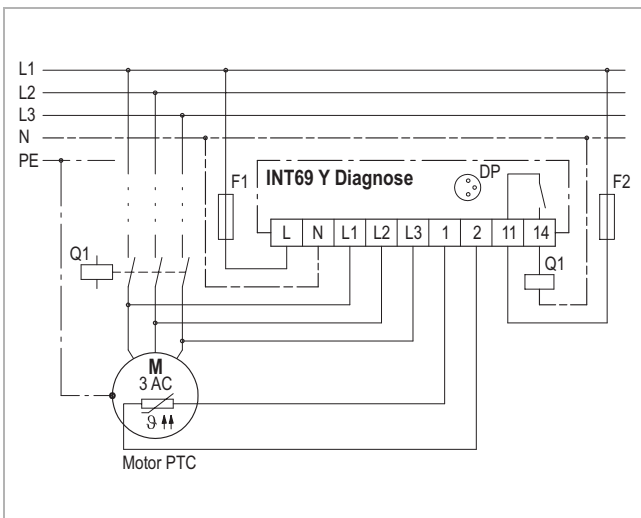 L1
L2
L3
N
PE
F1
INT69 Y Diagnose
DP
F2
L N L1 L2 L3 1 2 11 14
Q1
Q1
M
3 AC
ϑ
Motor PTC